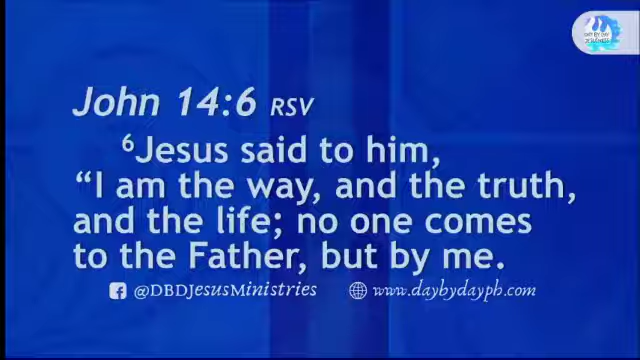 John 14:6 RSV
⁶Jesus said to him,
“I am the way, and the truth,
and the life; no one comes
to the Father, but by me.
@DBDJesusMinistries www.daybydayph.com